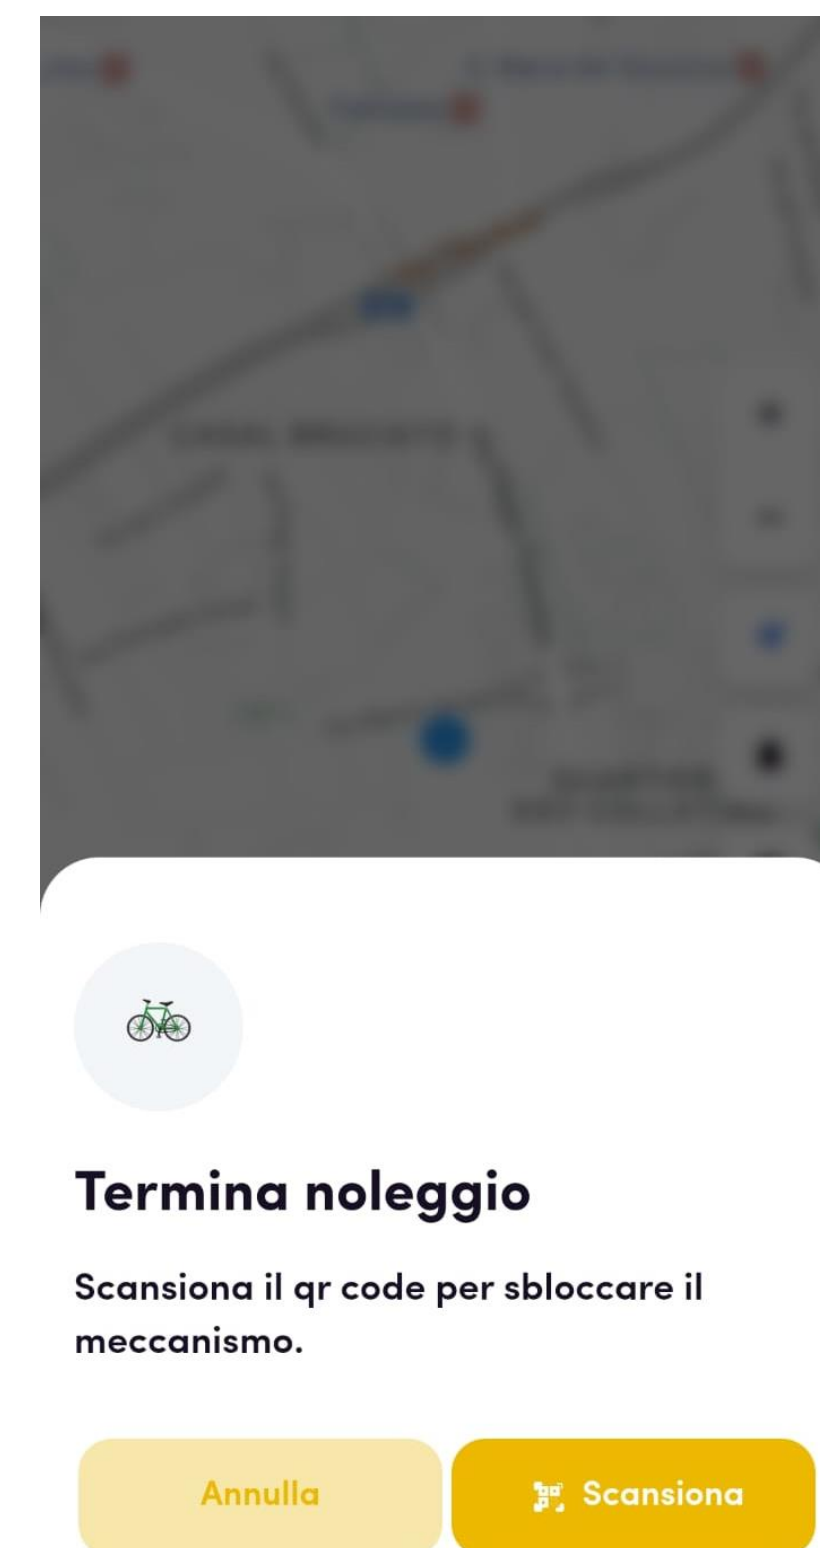 Termina noleggio
Scansiona il qr code per sbloccare il
meccanismo.
Annulla
Scansiona